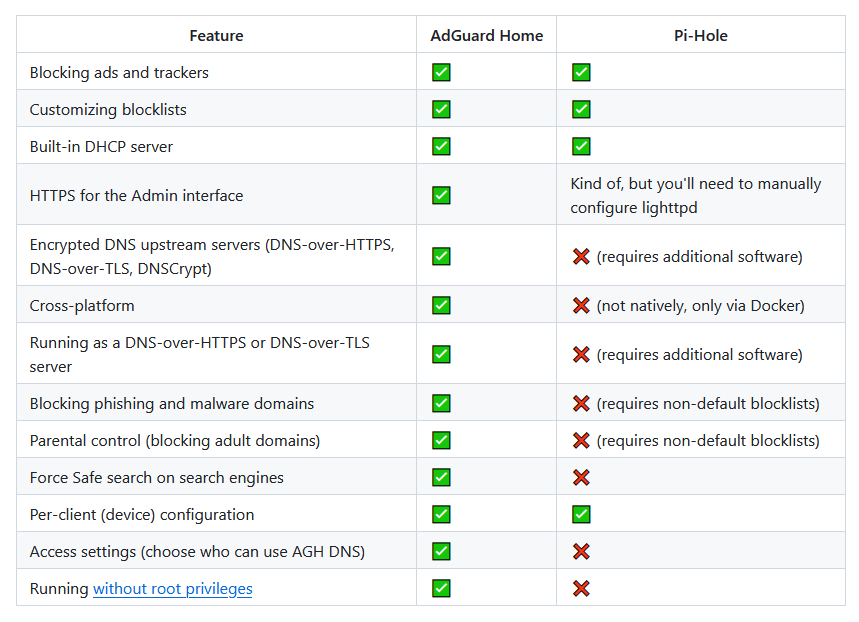 Feature AdGuard Home Pi-Hole
Blocking ads and trackers ✅ ✅
Customizing blocklists ✅ ✅
Built-in DHCP server ✅ ✅
HTTPS for the Admin interface ✅ Kind of, but you'll need to manually
configure lighttpd
Encrypted DNS upstream servers (DNS-over-HTTPS,
DNS-over-TLS, DNSCrypt) ✅ ❌ (requires additional software)
Cross-platform ✅ ❌ (not natively, only via Docker)
Running as a DNS-over-HTTPS or DNS-over-TLS
server ✅ ❌ (requires additional software)
Blocking phishing and malware domains ✅ ❌ (requires non-default blocklists)
Parental control (blocking adult domains) ✅ ❌ (requires non-default blocklists)
Force Safe search on search engines ✅ ❌
Per-client (device) configuration ✅ ✅
Access settings (choose who can use AGH DNS) ✅ ❌
Running without root privileges ✅ ❌